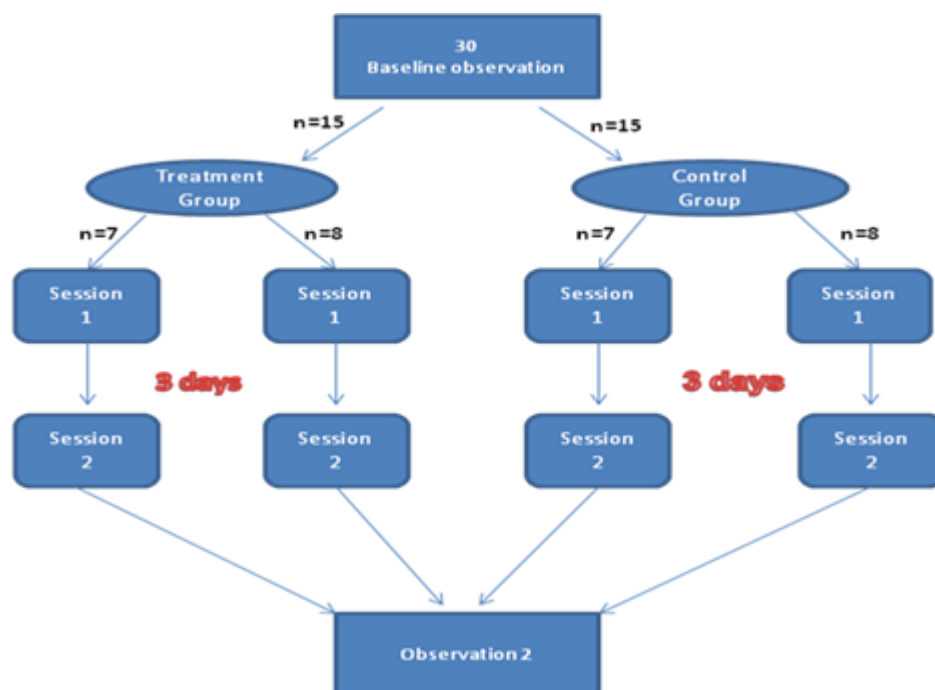 30
Baseline observation
n=15
n=15
Treatment
Group
Control
Group
n=7
n=8
n=7
n=8
Session
1
Session
1
Session
1
Session
1
3 days
3 days
Session
2
Session
2
Session
2
Session
2
Observation 2